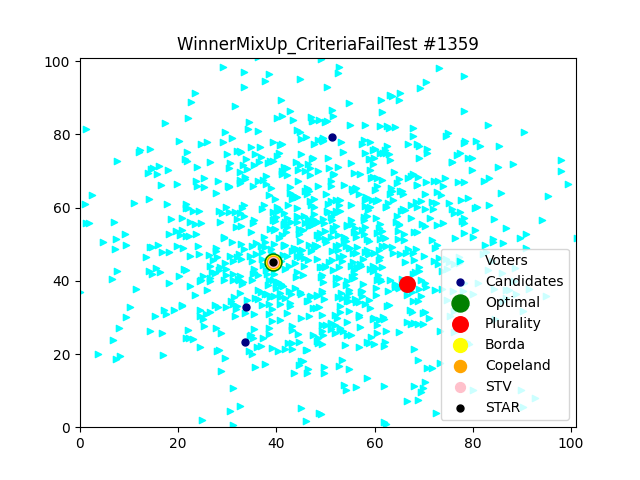 WinnerMixUp_CriteriaFailTest #1359
100
80
60
40
20
0
0 20 40 60 80 100
Voters
Candidates
Optimal
Plurality
Borda
Copeland
STV
STAR